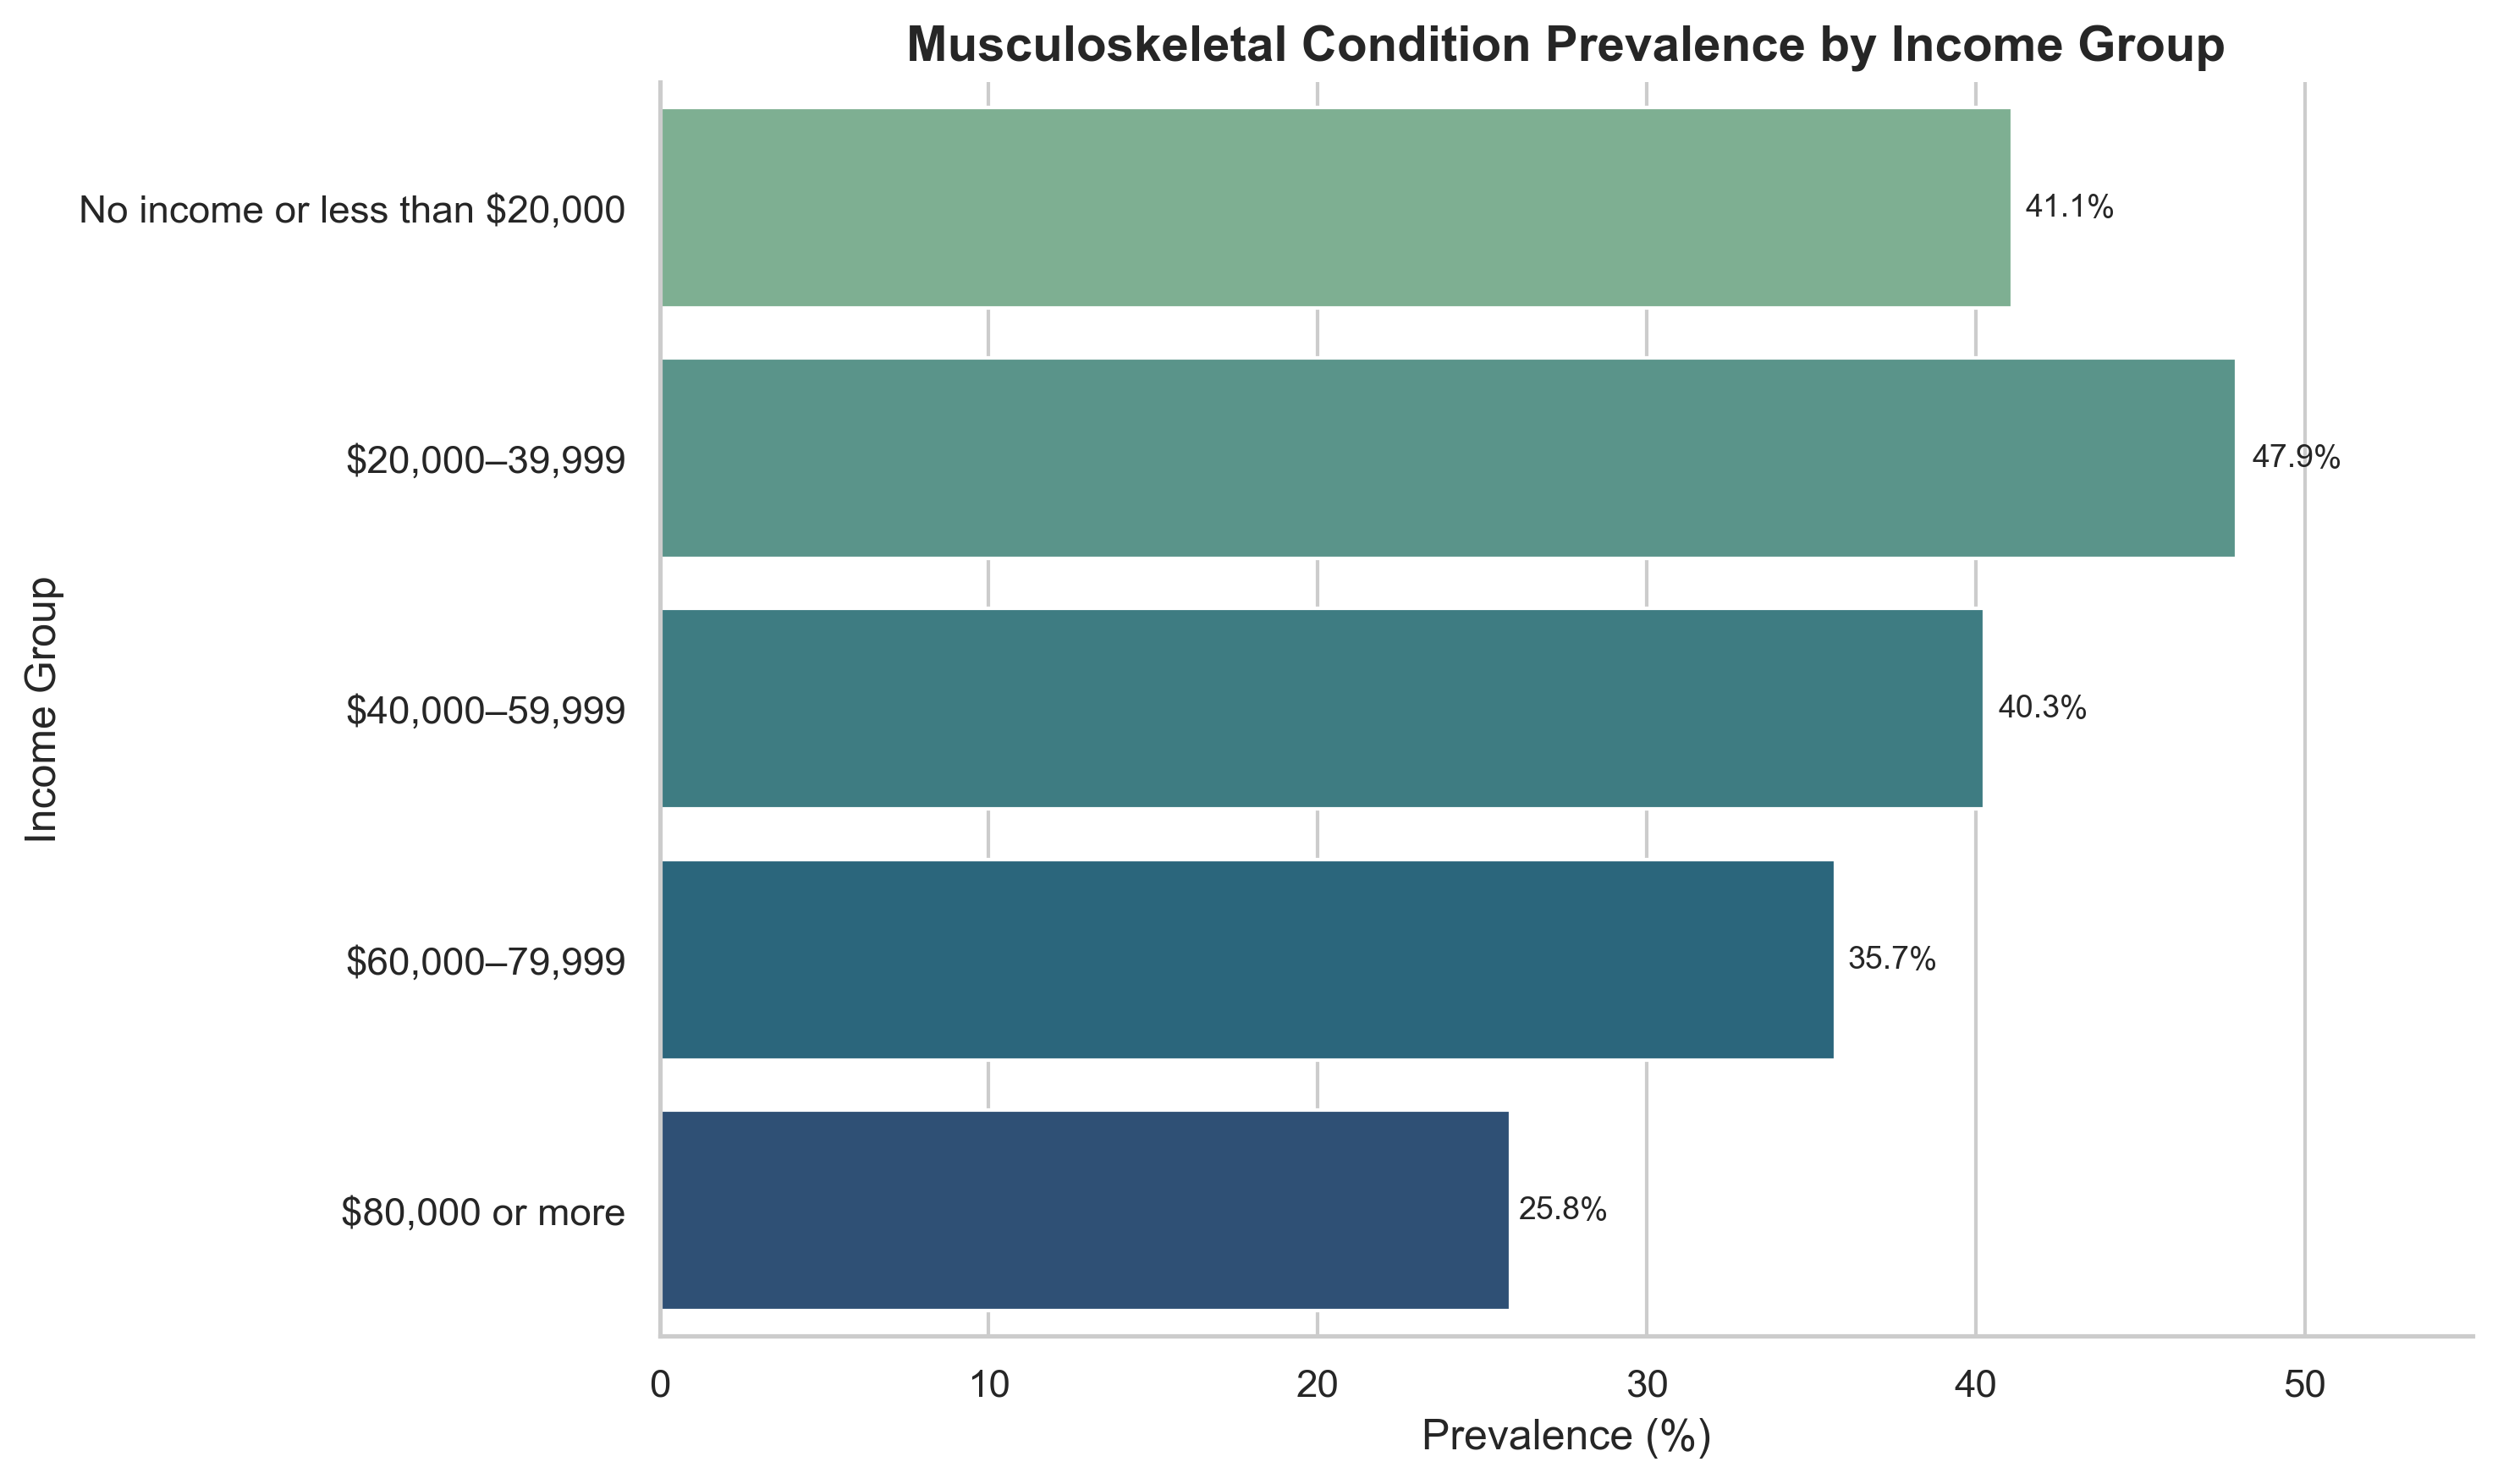 Musculoskeletal Condition Prevalence by Income Group
No income or less than $20,000
41.1%
$20,000–39,999
47.9%
Income Group
$40,000–59,999
40.3%
$60,000–79,999
35.7%
$80,000 or more
25.8%
0 10 20 30 40 50
Prevalence (%)